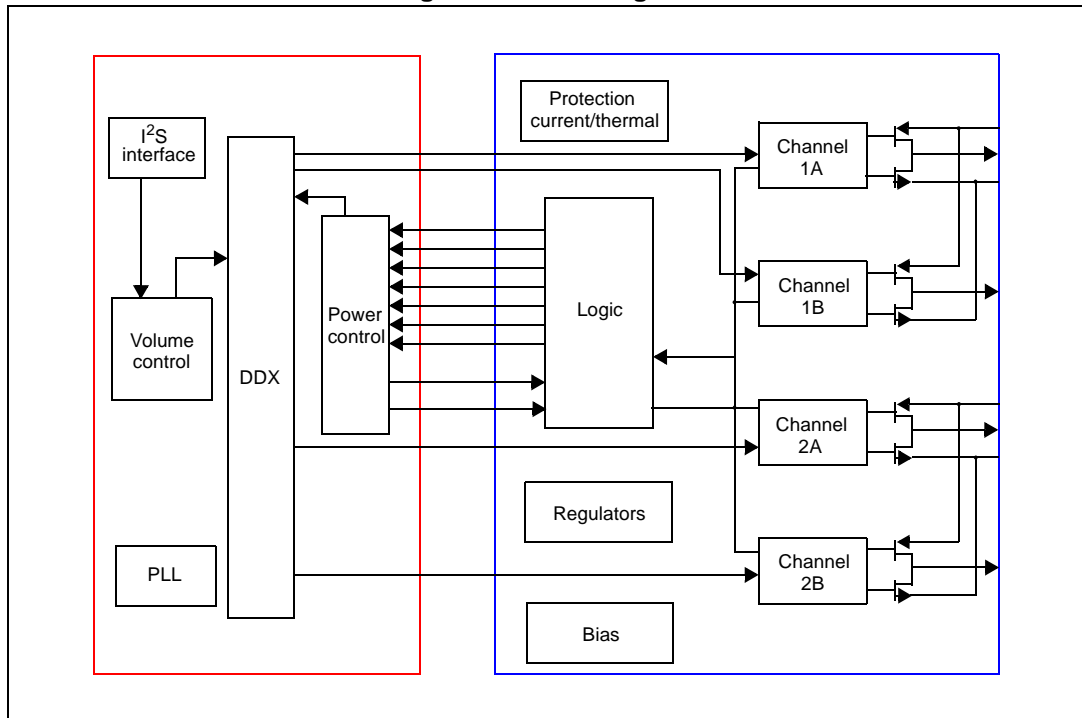 I²S
interface
Volume
control
DDX
Power
control
PLL
Protection
current/thermal
Logic
Regulators
Bias
Channel
1A
Channel
1B
Channel
2A
Channel
2B